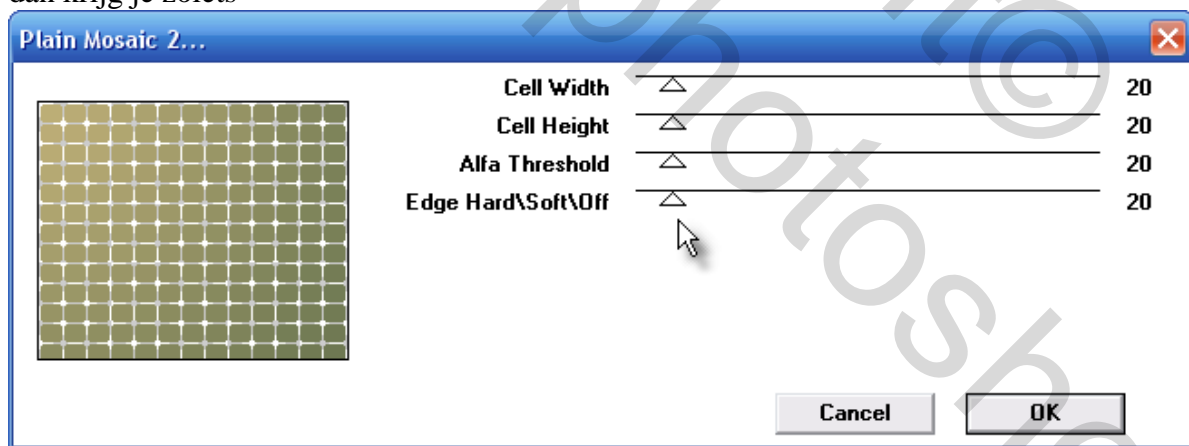 dan krijg je zoiets
Plain Mosaic 2...
Cell Width 20
Cell Height 20
Alfa Threshold 20
Edge Hard\Soft\Off 20
Cancel OK